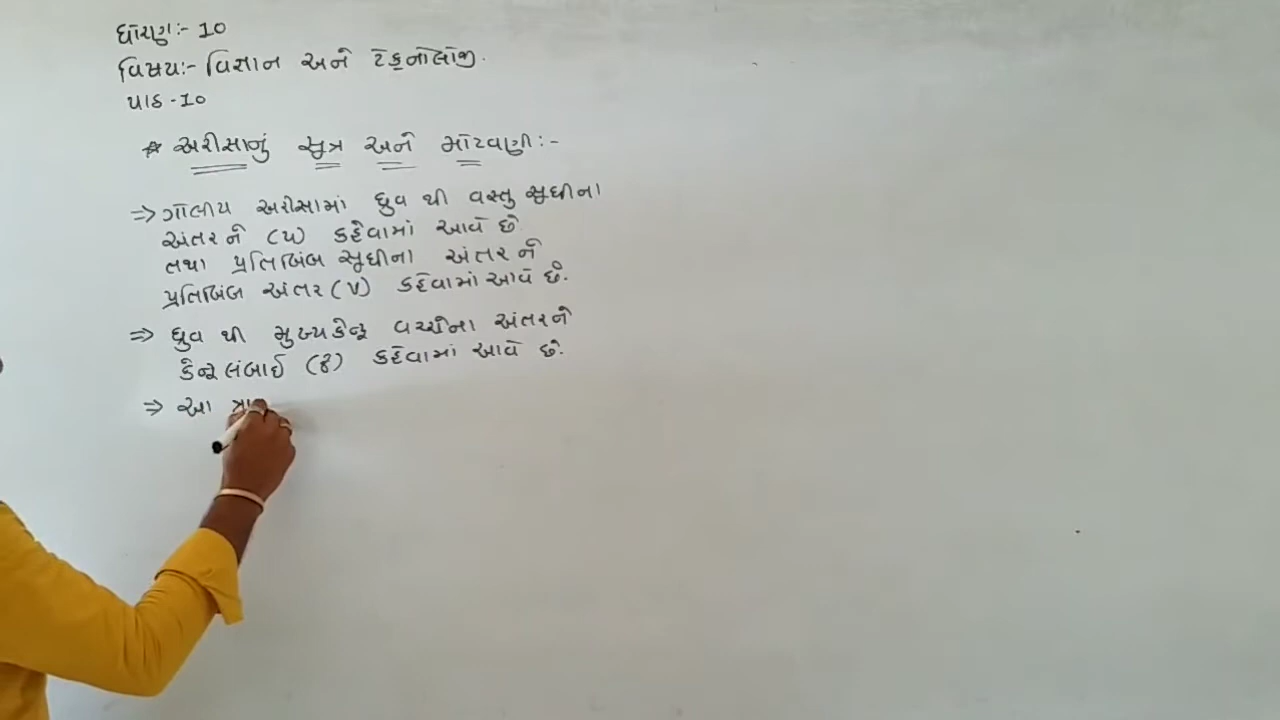 ધોરણ:- 10
વિષય:- વિજ્ઞાન અને ટેકનોલોજી.
પાઠ -10
* અરીસાનું સૂત્ર અને મોટવણી:-
⇒ ગોલીય અરીસામાં ધ્રુવ થી વસ્તુ સુધીના
અંતર ને (u) કહેવામાં આવે છે
તથા પ્રતિબિંબ સુધીના અંતર ને
પ્રતિબિંબ અંતર (v) કહેવામાં આવે છે.
⇒ ધ્રુવ થી મુખ્યકેન્દ્ર વચ્ચેના અંતરને
કેન્દ્રલંબાઈ (f) કહેવામાં આવે છે.
⇒ આ